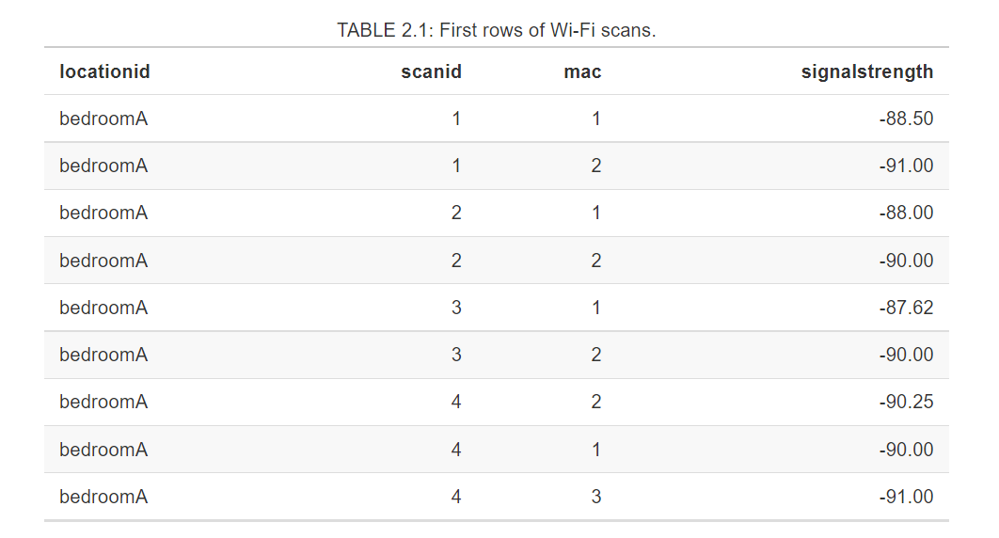 TABLE 2.1: First rows of Wi-Fi scans.
locationid scanid mac signalstrength
bedroomA 1 1 -88.50
bedroomA 1 2 -91.00
bedroomA 2 1 -88.00
bedroomA 2 2 -90.00
bedroomA 3 1 -87.62
bedroomA 3 2 -90.00
bedroomA 4 2 -90.25
bedroomA 4 1 -90.00
bedroomA 4 3 -91.00